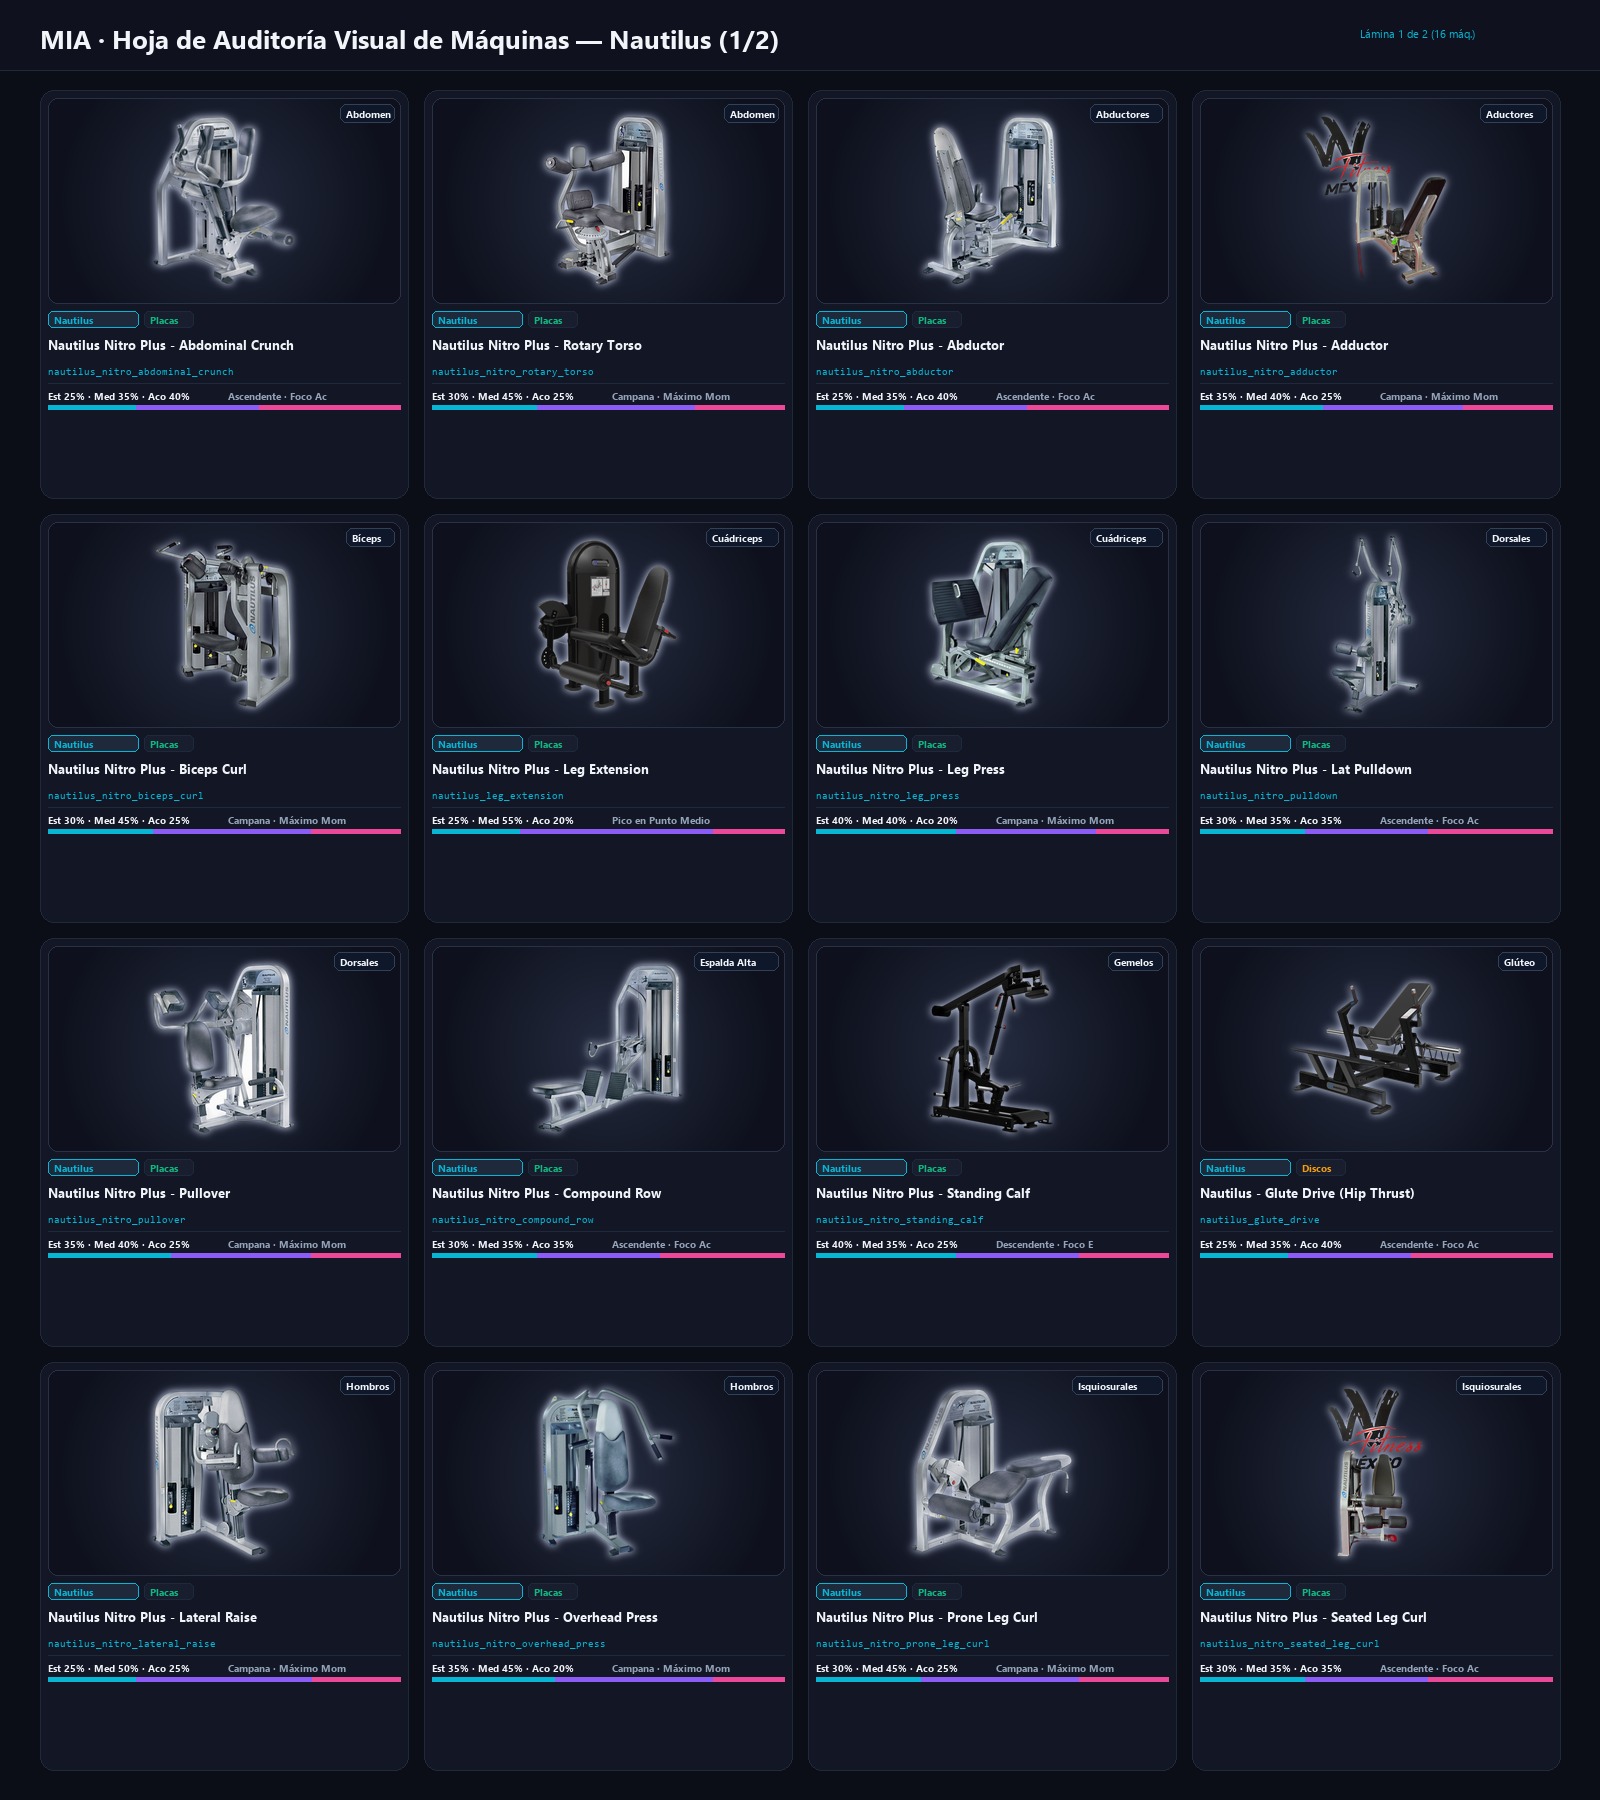 MIA · Hoja de Auditoría Visual de Máquinas — Nautilus (1/2)
Lámina 1 de 2 (16 máq.)
Abdomen
Nautilus
Placas
Nautilus Nitro Plus - Abdominal Crunch
nautilus_nitro_abdominal_crunch
Est 25% · Med 35% · Aco 40%
Ascendente · Foco Ac
Abdomen
Nautilus
Placas
Nautilus Nitro Plus - Rotary Torso
nautilus_nitro_rotary_torso
Est 30% · Med 45% · Aco 25%
Campana · Máximo Mom
Abductores
Nautilus
Placas
Nautilus Nitro Plus - Abductor
nautilus_nitro_abductor
Est 25% · Med 35% · Aco 40%
Ascendente · Foco Ac
Aductores
W
Nautilus
Placas
Nautilus Nitro Plus - Adductor
nautilus_nitro_adductor
Est 35% · Med 40% · Aco 25%
Campana · Máximo Mom
Bíceps
NAUTILUS
Nautilus
Placas
Nautilus Nitro Plus - Biceps Curl
nautilus_nitro_biceps_curl
Est 30% · Med 45% · Aco 25%
Campana · Máximo Mom
Cuádriceps
Nautilus
Placas
Nautilus Nitro Plus - Leg Extension
nautilus_leg_extension
Est 25% · Med 55% · Aco 20%
Pico en Punto Medio
Cuádriceps
Nautilus
Placas
Nautilus Nitro Plus - Leg Press
nautilus_nitro_leg_press
Est 40% · Med 40% · Aco 20%
Campana · Máximo Mom
Dorsales
Nautilus
Placas
Nautilus Nitro Plus - Lat Pulldown
nautilus_nitro_pulldown
Est 30% · Med 35% · Aco 35%
Ascendente · Foco Ac
Dorsales
NAUTILUS
Nautilus
Placas
Nautilus Nitro Plus - Pullover
nautilus_nitro_pullover
Est 35% · Med 40% · Aco 25%
Campana · Máximo Mom
Espalda Alta
Nautilus
Placas
Nautilus Nitro Plus - Compound Row
nautilus_nitro_compound_row
Est 30% · Med 35% · Aco 35%
Ascendente · Foco Ac
Gemelos
Nautilus
Placas
Nautilus Nitro Plus - Standing Calf
nautilus_nitro_standing_calf
Est 40% · Med 35% · Aco 25%
Descendente · Foco E
Glúteo
Nautilus
Discos
Nautilus - Glute Drive (Hip Thrust)
nautilus_glute_drive
Est 25% · Med 35% · Aco 40%
Ascendente · Foco Ac
Hombros
Nautilus
Placas
Nautilus Nitro Plus - Lateral Raise
nautilus_nitro_lateral_raise
Est 25% · Med 50% · Aco 25%
Campana · Máximo Mom
Hombros
Nautilus
Placas
Nautilus Nitro Plus - Overhead Press
nautilus_nitro_overhead_press
Est 35% · Med 45% · Aco 20%
Campana · Máximo Mom
Isquiosurales
Nautilus
Placas
Nautilus Nitro Plus - Prone Leg Curl
nautilus_nitro_prone_leg_curl
Est 30% · Med 45% · Aco 25%
Campana · Máximo Mom
Isquiosurales
W
Fitness
Nautilus
Placas
Nautilus Nitro Plus - Seated Leg Curl
nautilus_nitro_seated_leg_curl
Est 30% · Med 35% · Aco 35%
Ascendente · Foco Ac